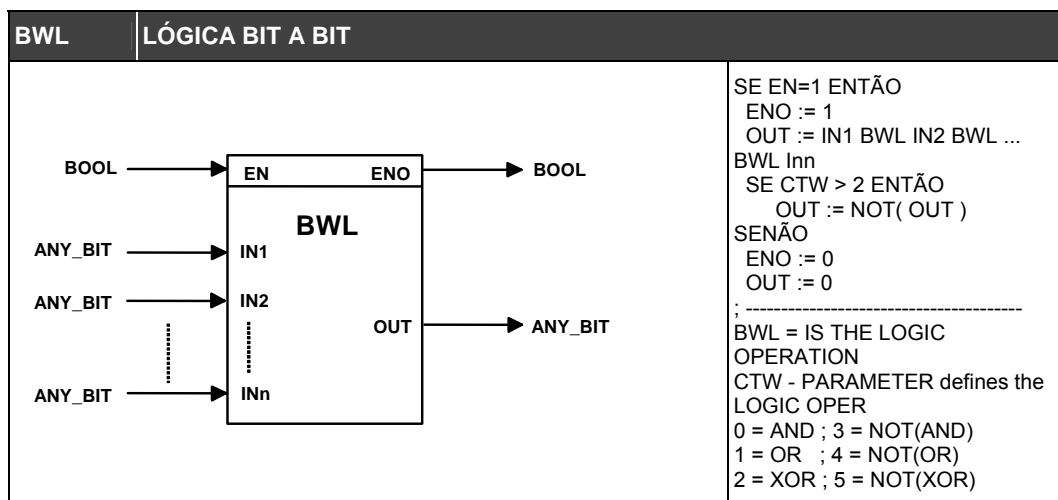 BWL LÓGICA BIT A BIT
BOOL
EN ENO
BOOL
BWL
ANY_BIT
IN1
ANY_BIT
IN2
OUT
ANY_BIT
ANY_BIT
INn
SE EN=1 ENTÃO
ENO := 1
OUT := IN1 BWL IN2 BWL ...
BWL Inn
SE CTW > 2 ENTÃO
OUT := NOT( OUT )
SENÃO
ENO := 0
OUT := 0
; ---------------------------------------
BWL = IS THE LOGIC
OPERATION
CTW - PARAMETER defines the
LOGIC OPER
0 = AND ; 3 = NOT(AND)
1 = OR ; 4 = NOT(OR)
2 = XOR ; 5 = NOT(XOR)